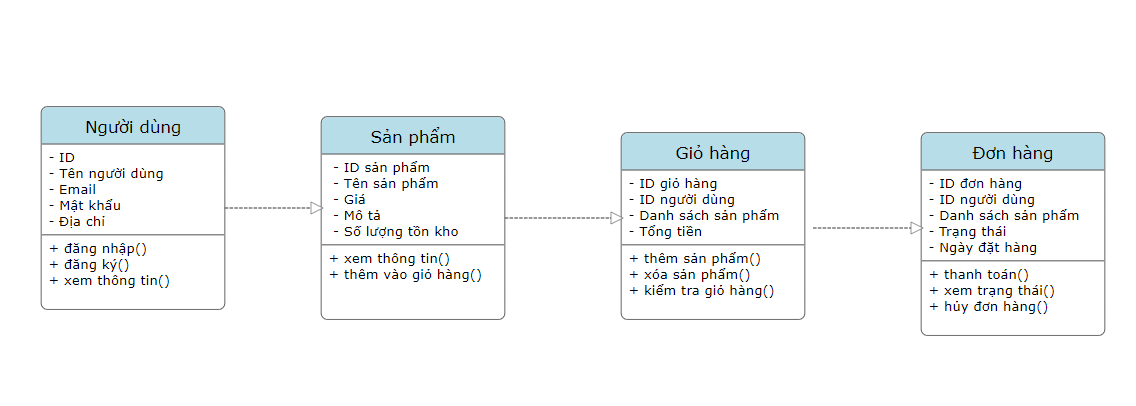 Người dùng
- ID
- Tên người dùng
- Email
- Mật khẩu
- Địa chỉ
+ đăng nhập()
+ đăng ký()
+ xem thông tin()
Sản phẩm
- ID sản phẩm
- Tên sản phẩm
- Giá
- Mô tả
- Số lượng tồn kho
+ xem thông tin()
+ thêm vào giỏ hàng()
Giỏ hàng
- ID giỏ hàng
- ID người dùng
- Danh sách sản phẩm
- Tổng tiền
+ thêm sản phẩm()
+ xóa sản phẩm()
+ kiểm tra giỏ hàng()
Đơn hàng
- ID đơn hàng
- ID người dùng
- Danh sách sản phẩm
- Trạng thái
- Ngày đặt hàng
+ thanh toán()
+ xem trạng thái()
+ hủy đơn hàng()